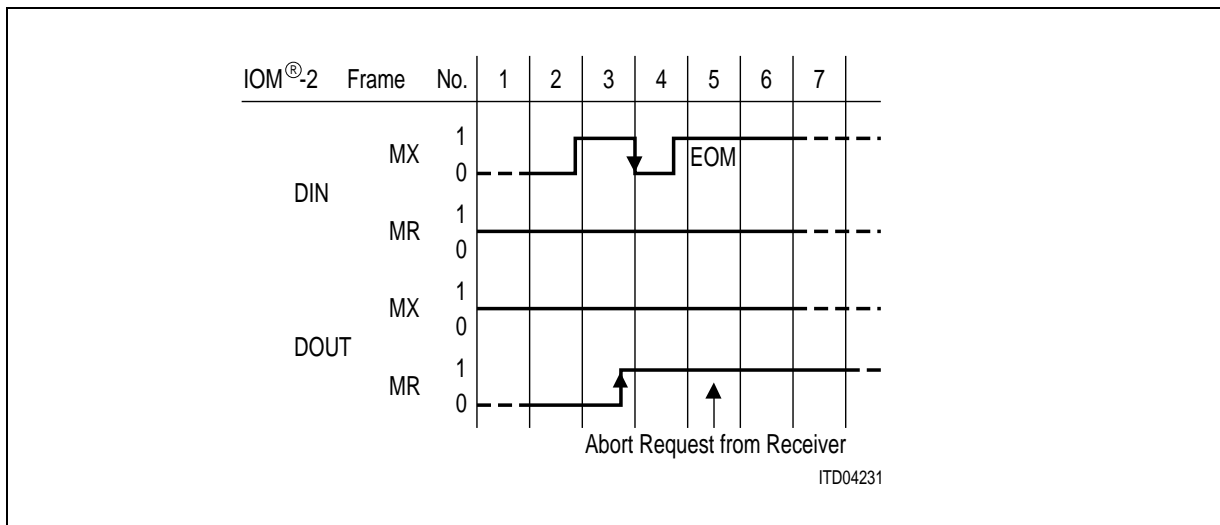 IOM®-2 Frame No. 1 2 3 4 5 6 7
1
MX
0
EOM
DIN
1
MR
0
1
MX
0
DOUT
1
MR
0
Abort Request from Receiver
ITD04231